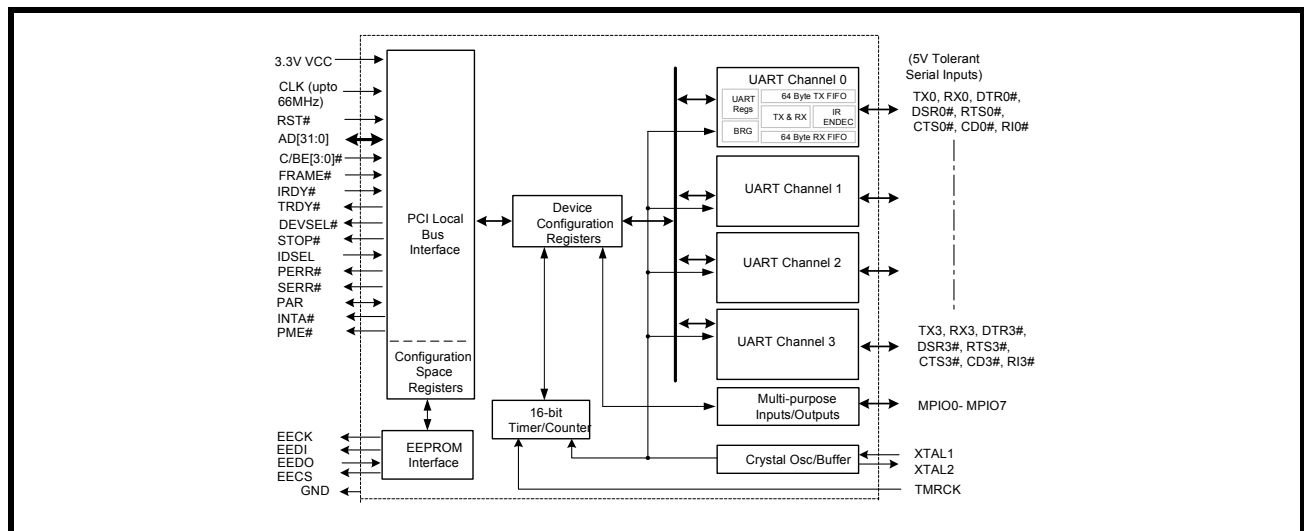 3.3V VCC
CLK (upto
66MHz)
RST#
AD[31:0]
C/BE[3:0]#
FRAME#
IRDY#
TRDY#
DEVSEL#
STOP#
IDSEL
PERR#
SERR#
PAR
INTA#
PME#
EECK
EEDI
EEDO
EECS
GND
PCI Local
Bus
Interface
Configuration
Space
Registers
EEPROM
Interface
Device
Configuration
Registers
16-bit
Timer/Counter
UART Channel 0
UART
Regs
64 Byte TX FIFO
TX & RX
IR
ENDEC
BRG
64 Byte RX FIFO
UART Channel 1
UART Channel 2
UART Channel 3
Multi-purpose
Inputs/Outputs
Crystal Osc/Buffer
(5V Tolerant
Serial Inputs)
TX0, RX0, DTR0#,
DSR0#, RTS0#,
CTS0#, CD0#, RI0#
TX3, RX3, DTR3#,
DSR3#, RTS3#,
CTS3#, CD3#, RI3#
MPIO0- MPIO7
XTAL1
XTAL2
TMRCK